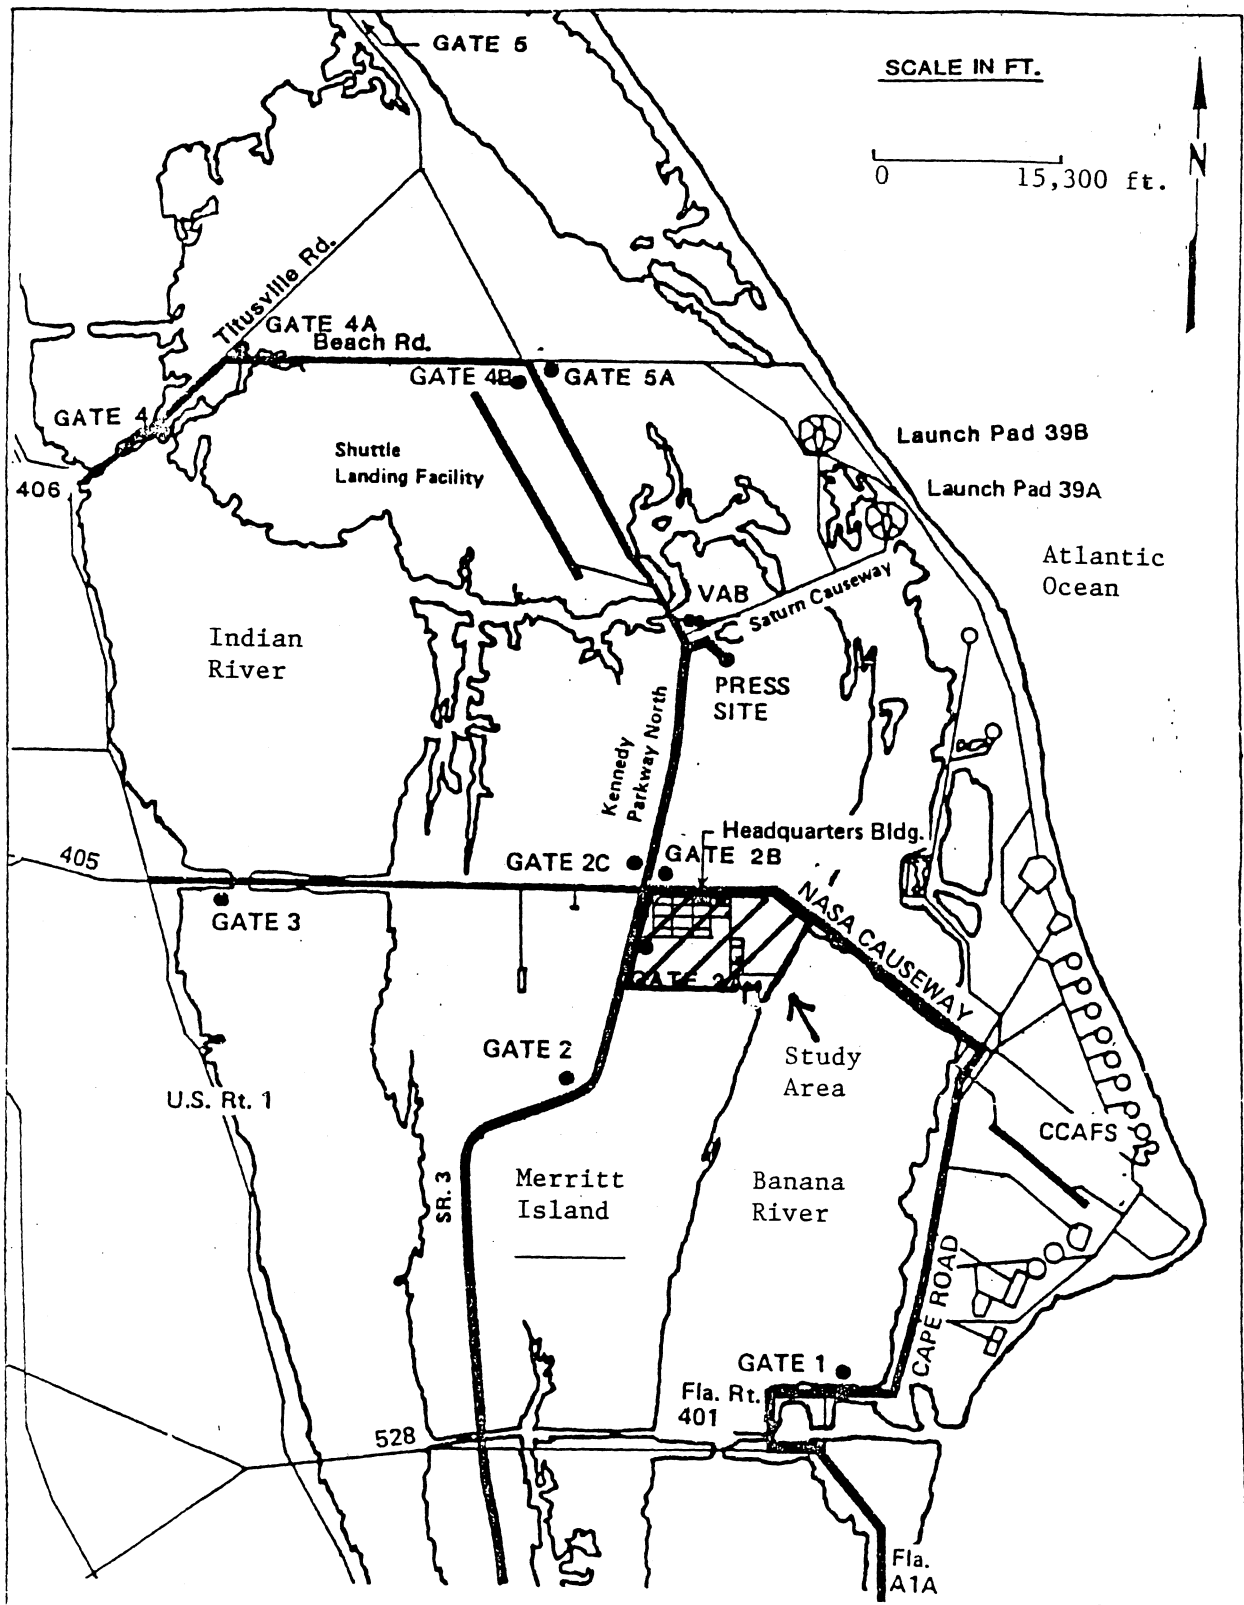 GATE 5
SCALE IN FT.
N
0 15,300 ft.
Titusville Rd.
GATE 4A
Beach Rd.
GATE 4B
GATE 5A
GATE 4
Launch Pad 39B
Shuttle
Landing Facility
406
Launch Pad 39A
Atlantic
Ocean
VAB
Saturn Causeway
Indian
River
PRESS
SITE
Kennedy
Parkway North
Headquarters Bldg.
405
GATE 2C
GATE 2B
NASA CAUSEWAY
GATE 3
GATE 2A
GATE 2
Study
Area
U.S. Rt. 1
CCAFS
SR. 3
Merritt
Island
Banana
River
CAPE ROAD
GATE 1
Fla. Rt.
401
528
Fla.
A1A